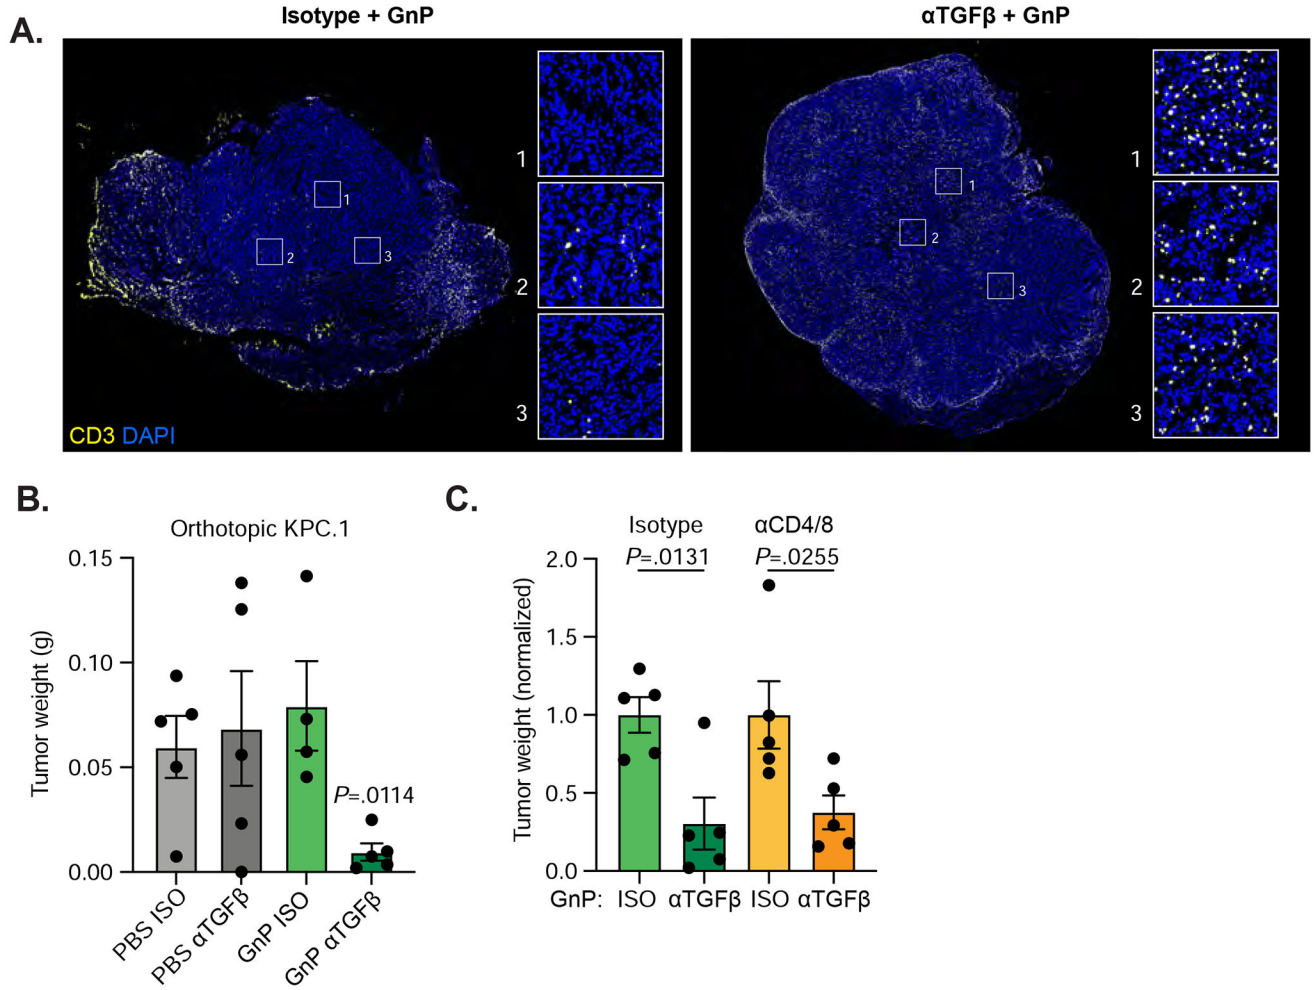 A.
Isotype + GnP
αTGFβ + GnP
1
2
3
1
2
3
CD3 DAPI
1
2
3
1
2
3
B.
Orthotopic KPC.1
Tumor weight (g)
0.15
0.10
0.05
0.00
P=.0114
PBS ISO
PBS αTGFβ
GnP ISO
GnP αTGFβ
C.
Isotype
αCD4/8
P=.0131
P=.0255
Tumor weight (normalized)
2.0
1.5
1.0
0.5
0.0
GnP: ISO αTGFβ ISO αTGFβ